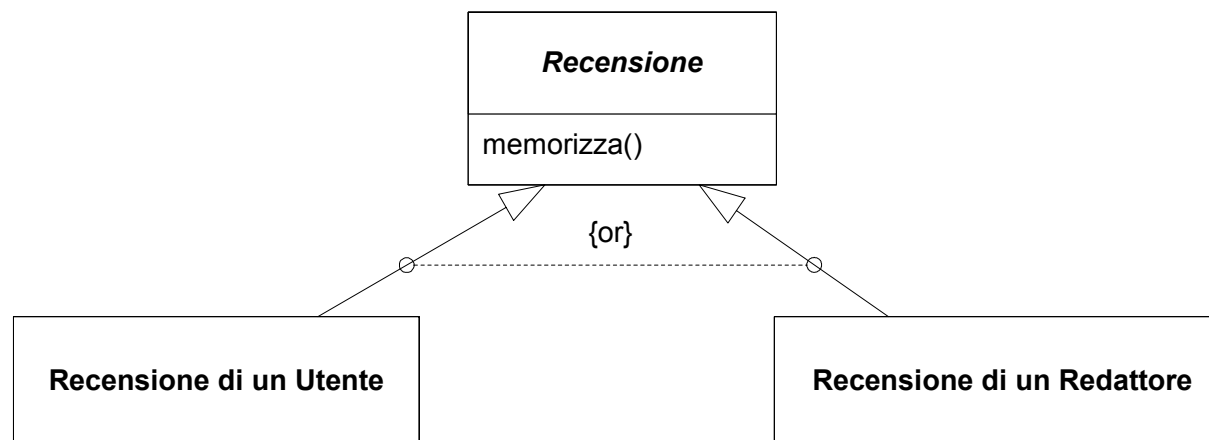 Recensione
memorizza()
{or}
Recensione di un Utente
Recensione di un Redattore